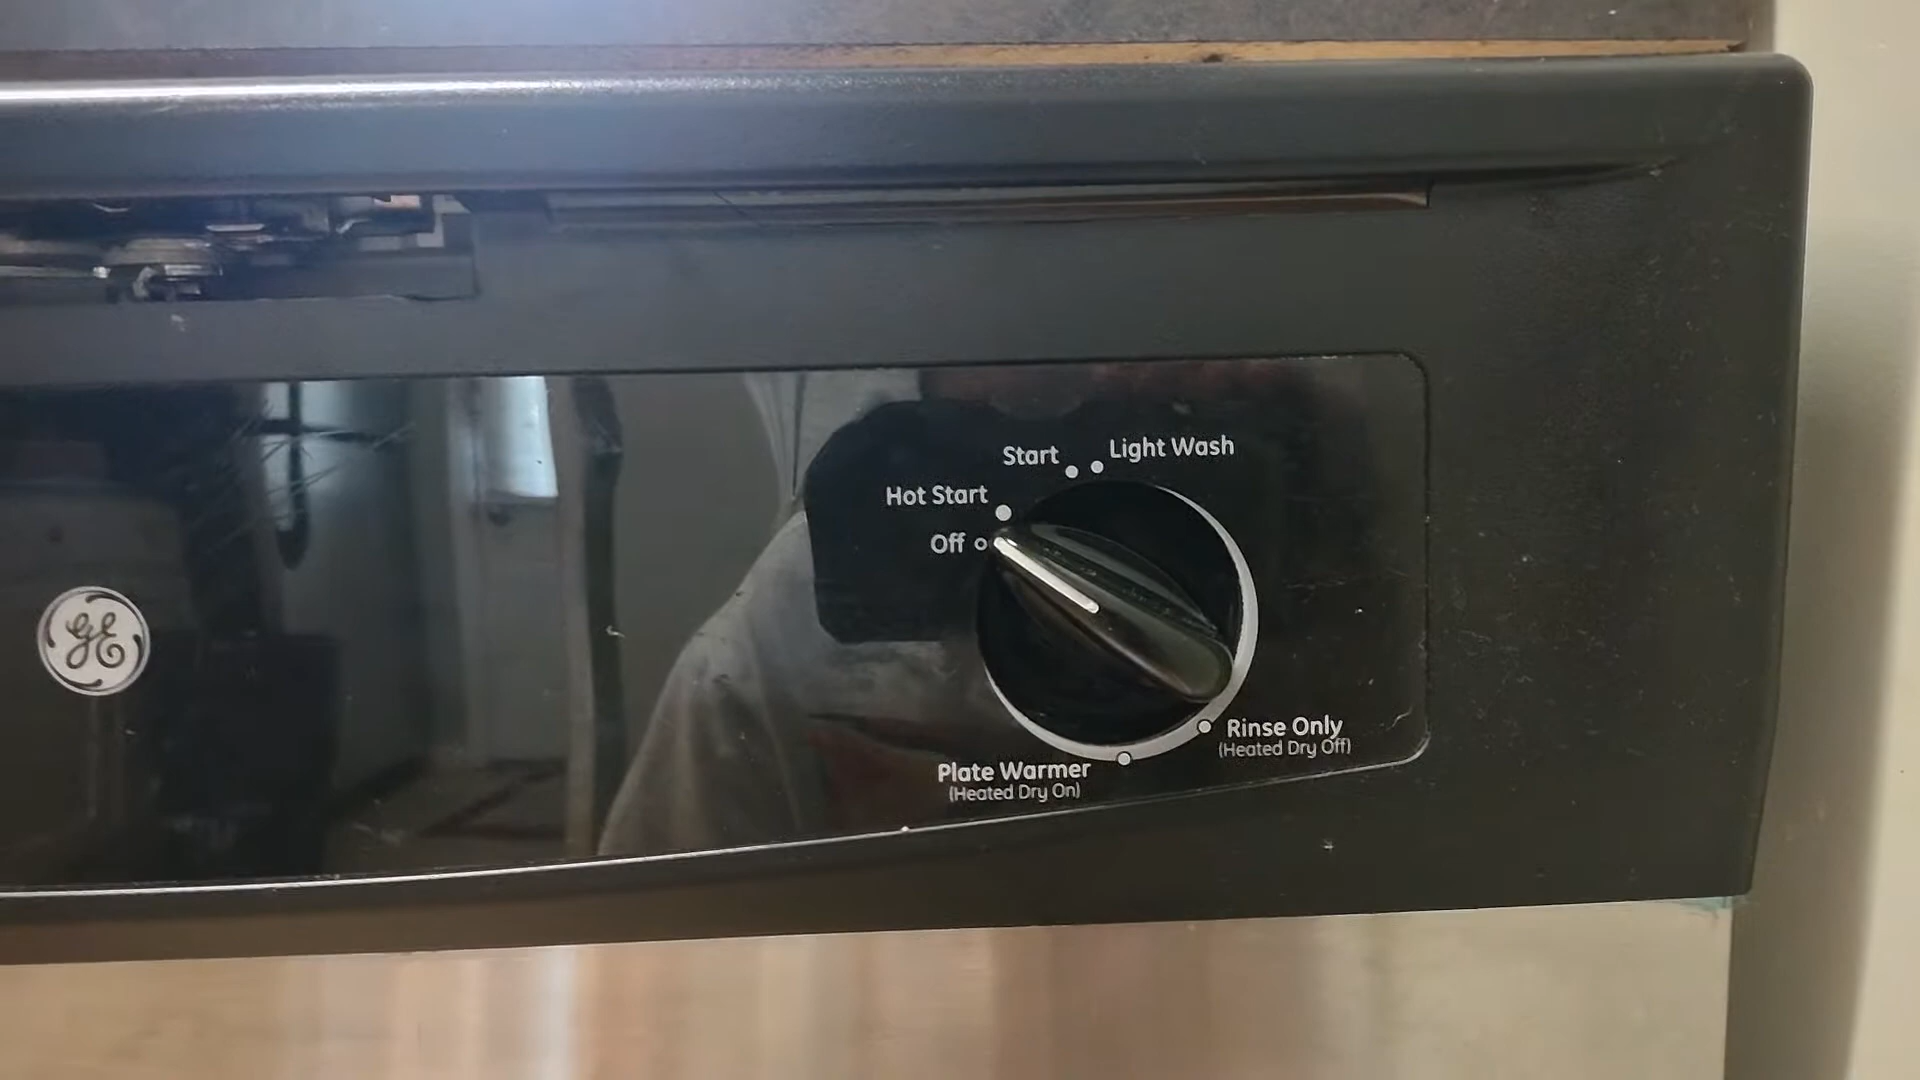 Start
Light Wash
Hot Start
Off
GE
Rinse Only
(Heated Dry Off)
Plate Warmer
(Heated Dry On)